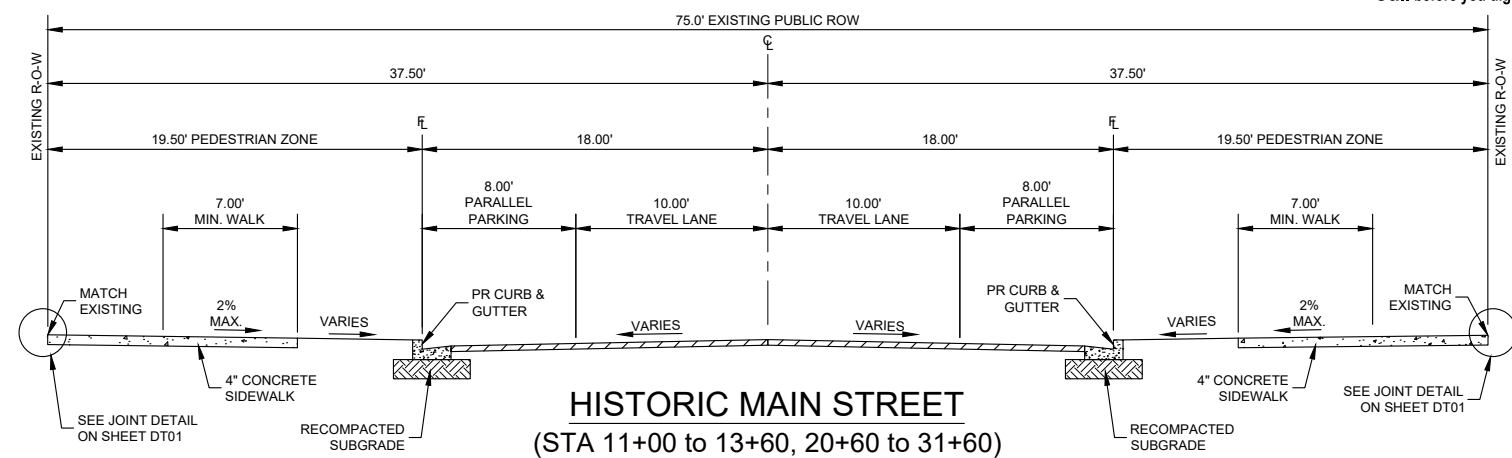 75.0' EXISTING PUBLIC ROW
℄
37.50'
37.50'
EXISTING R-O-W
EXISTING R-O-W
FL
FL
19.50' PEDESTRIAN ZONE
18.00'
18.00'
19.50' PEDESTRIAN ZONE
7.00'
MIN. WALK
8.00'
PARALLEL
PARKING
10.00'
TRAVEL LANE
10.00'
TRAVEL LANE
8.00'
PARALLEL
PARKING
7.00'
MIN. WALK
MATCH
EXISTING
2%
MAX.
VARIES
PR CURB &
GUTTER
VARIES
VARIES
PR CURB &
GUTTER
VARIES
2%
MAX.
MATCH
EXISTING
4" CONCRETE
SIDEWALK
SEE JOINT DETAIL
ON SHEET DT01
RECOMPACTED
SUBGRADE
RECOMPACTED
SUBGRADE
4" CONCRETE
SIDEWALK
SEE JOINT DETAIL
ON SHEET DT01
HISTORIC MAIN STREET
(STA 11+00 to 13+60, 20+60 to 31+60)